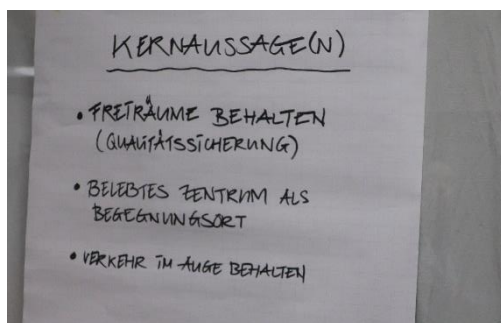 KERNAUSSAGE(N)
• FREIRÄUME BEHALTEN
(QUALITÄTSSICHERUNG)
• BELEBTES ZENTRUM ALS
BEGEGNUNGSORT
• VERKEHR IM AUGE BEHALTEN